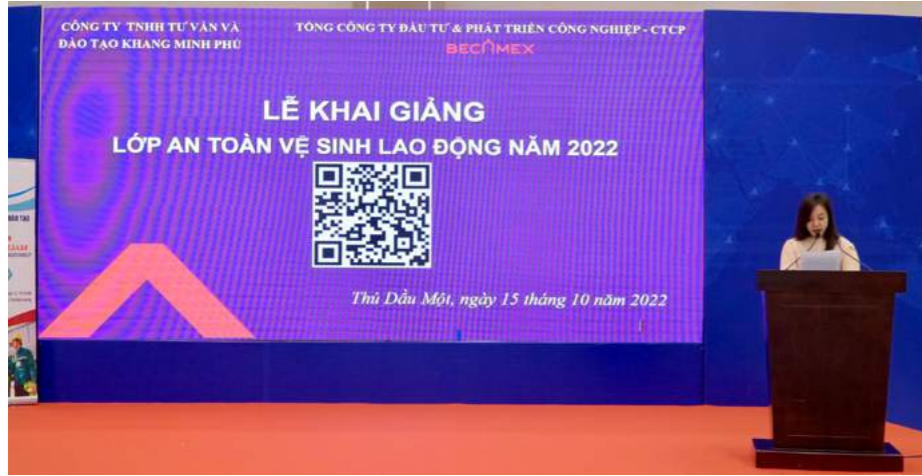 CÔNG TY TNHH TƯ VẤN VÀ
ĐÀO TẠO KHANG MINH PHÚ
TỔNG CÔNG TY ĐẦU TƯ & PHÁT TRIỂN CÔNG NGHIỆP - CTCP
BECAMEX
LỄ KHAI GIẢNG
LỚP AN TOÀN VỆ SINH LAO ĐỘNG NĂM 2022
Thủ Dầu Một, ngày 15 tháng 10 năm 2022